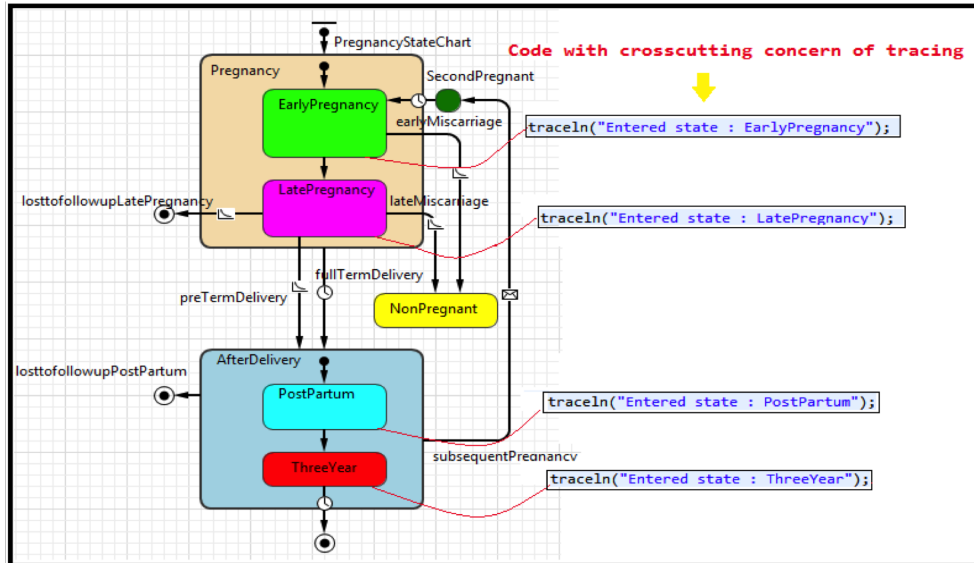 PregnancyStateChart
Code with crosscutting concern of tracing
Pregnancy
SecondPregnant
EarlyPregnancy
earlyMiscarriage
traceln("Entered state : EarlyPregnancy");
LatePregnancy
losttofollowupLatePregnancy
lateMiscarriage
traceln("Entered state : LatePregnancy");
fullTermDelivery
preTermDelivery
NonPregnant
AfterDelivery
losttofollowupPostPartum
PostPartum
traceln("Entered state : PostPartum");
subsequentPregnancy
ThreeYear
traceln("Entered state : ThreeYear");